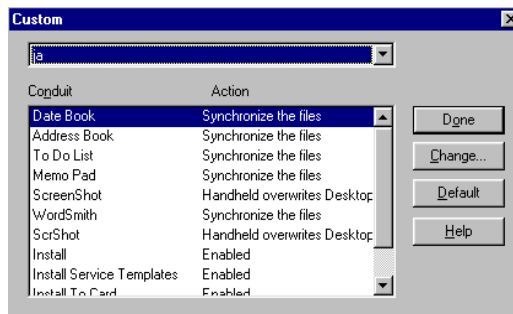 Custom
ja
Conduit Action
Date Book Synchronize the files
Address Book Synchronize the files
To Do List Synchronize the files
Memo Pad Synchronize the files
ScreenShot Handheld overwrites Desktop
WordSmith Synchronize the files
ScrShot Handheld overwrites Desktop
Install Enabled
Install Service Templates Enabled
Install To Card Enabled
Done
Change...
Default
Help